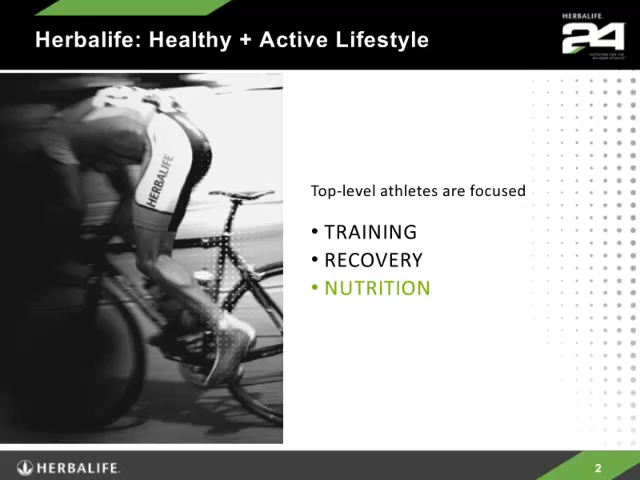 Herbalife: Healthy + Active Lifestyle
HERBALIFE
24
Top-level athletes are focused
• TRAINING
• RECOVERY
• NUTRITION
HERBALIFE
HERBALIFE
2